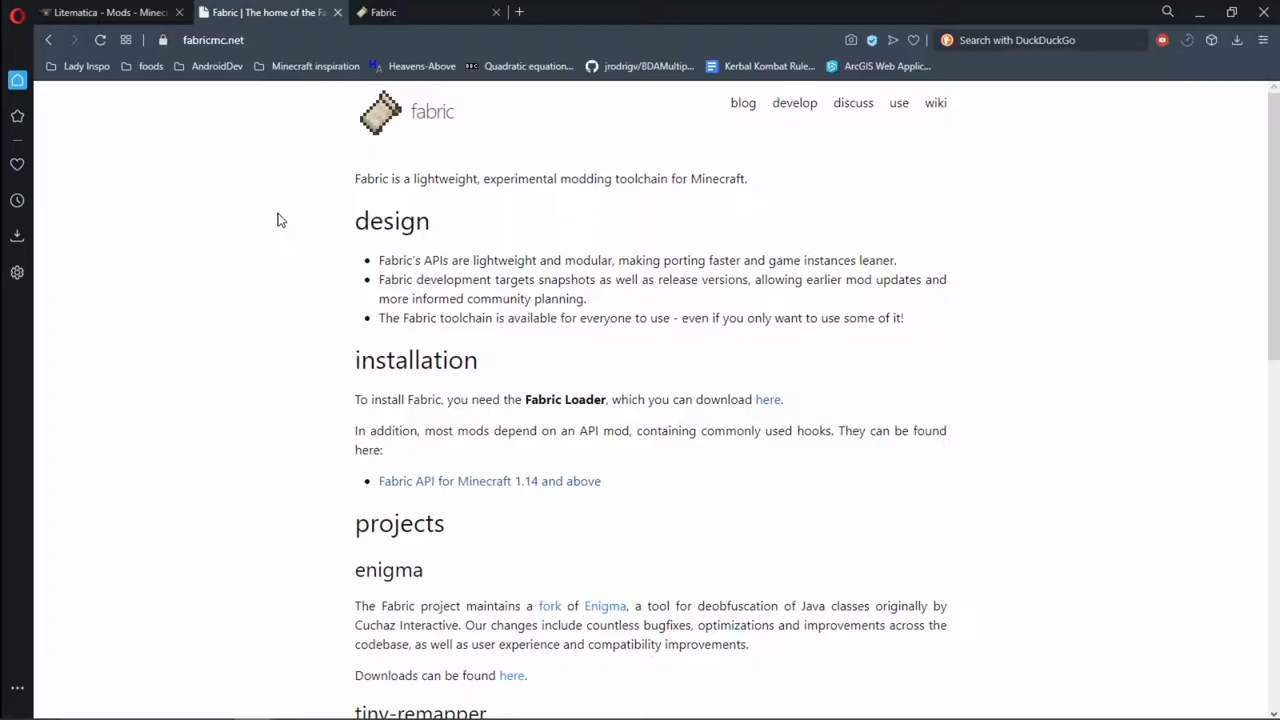 Litematica - Mods - Minec
Fabric | The home of the Fa
Fabric
fabricmc.net
Search with DuckDuckGo
Lady Inspo
foods
AndroidDev
Minecraft inspiration
Heavens-Above
Quadratic equation...
jrodrigv/BDAMultip...
Kerbal Kombat Rule...
ArcGIS Web Applic...
fabric
blog
develop
discuss
use
wiki
Fabric is a lightweight, experimental modding toolchain for Minecraft.
design
• Fabric's APIs are lightweight and modular, making porting faster and game instances leaner.
• Fabric development targets snapshots as well as release versions, allowing earlier mod updates and
more informed community planning.
• The Fabric toolchain is available for everyone to use - even if you only want to use some of it!
installation
To install Fabric, you need the Fabric Loader, which you can download here.
In addition, most mods depend on an API mod, containing commonly used hooks. They can be found
here:
• Fabric API for Minecraft 1.14 and above
projects
enigma
The Fabric project maintains a fork of Enigma, a tool for deobfuscation of Java classes originally by
Cuchaz Interactive. Our changes include countless bugfixes, optimizations and improvements across the
codebase, as well as user experience and compatibility improvements.
Downloads can be found here.
tiny-remapper